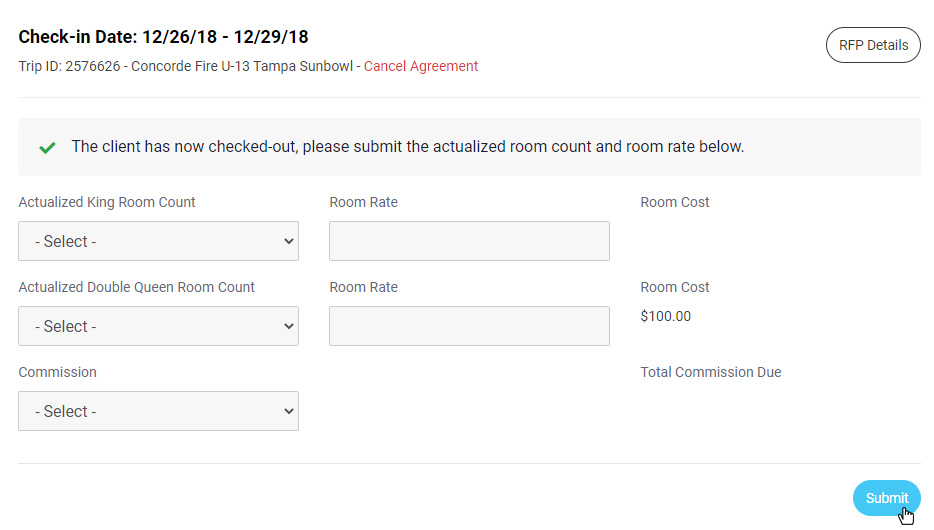 Check-in Date: 12/26/18 - 12/29/18
RFP Details
Trip ID: 2576626 - Concorde Fire U-13 Tampa Sunbowl - Cancel Agreement
The client has now checked-out, please submit the actualized room count and room rate below.
Actualized King Room Count
Room Rate
Room Cost
- Select -
Actualized Double Queen Room Count
Room Rate
Room Cost
- Select -
$100.00
Commission
Total Commission Due
- Select -
Submit